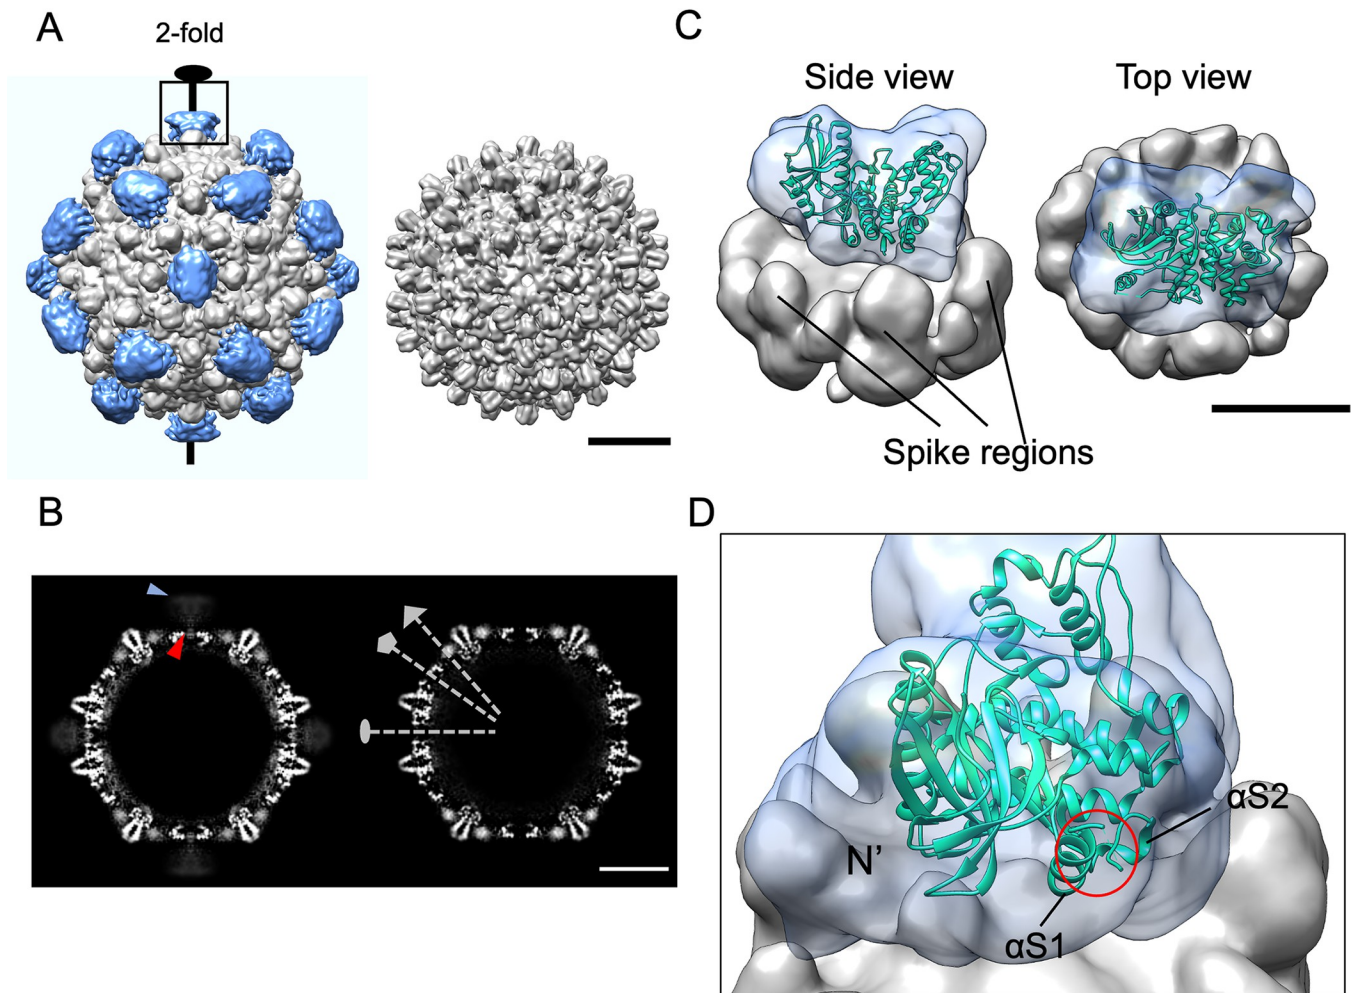 A
2-fold
C
Side view
Top view
Spike regions
B
D
αS2
N’
αS1